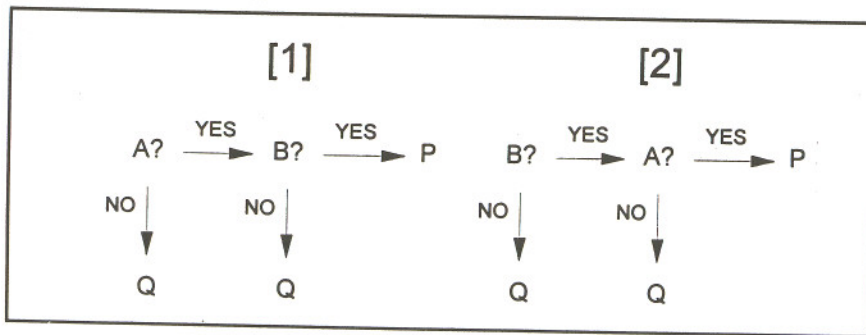 [1] [2]
YES YES YES YES
A? B? P B? A? P
NO NO NO NO
Q Q Q Q